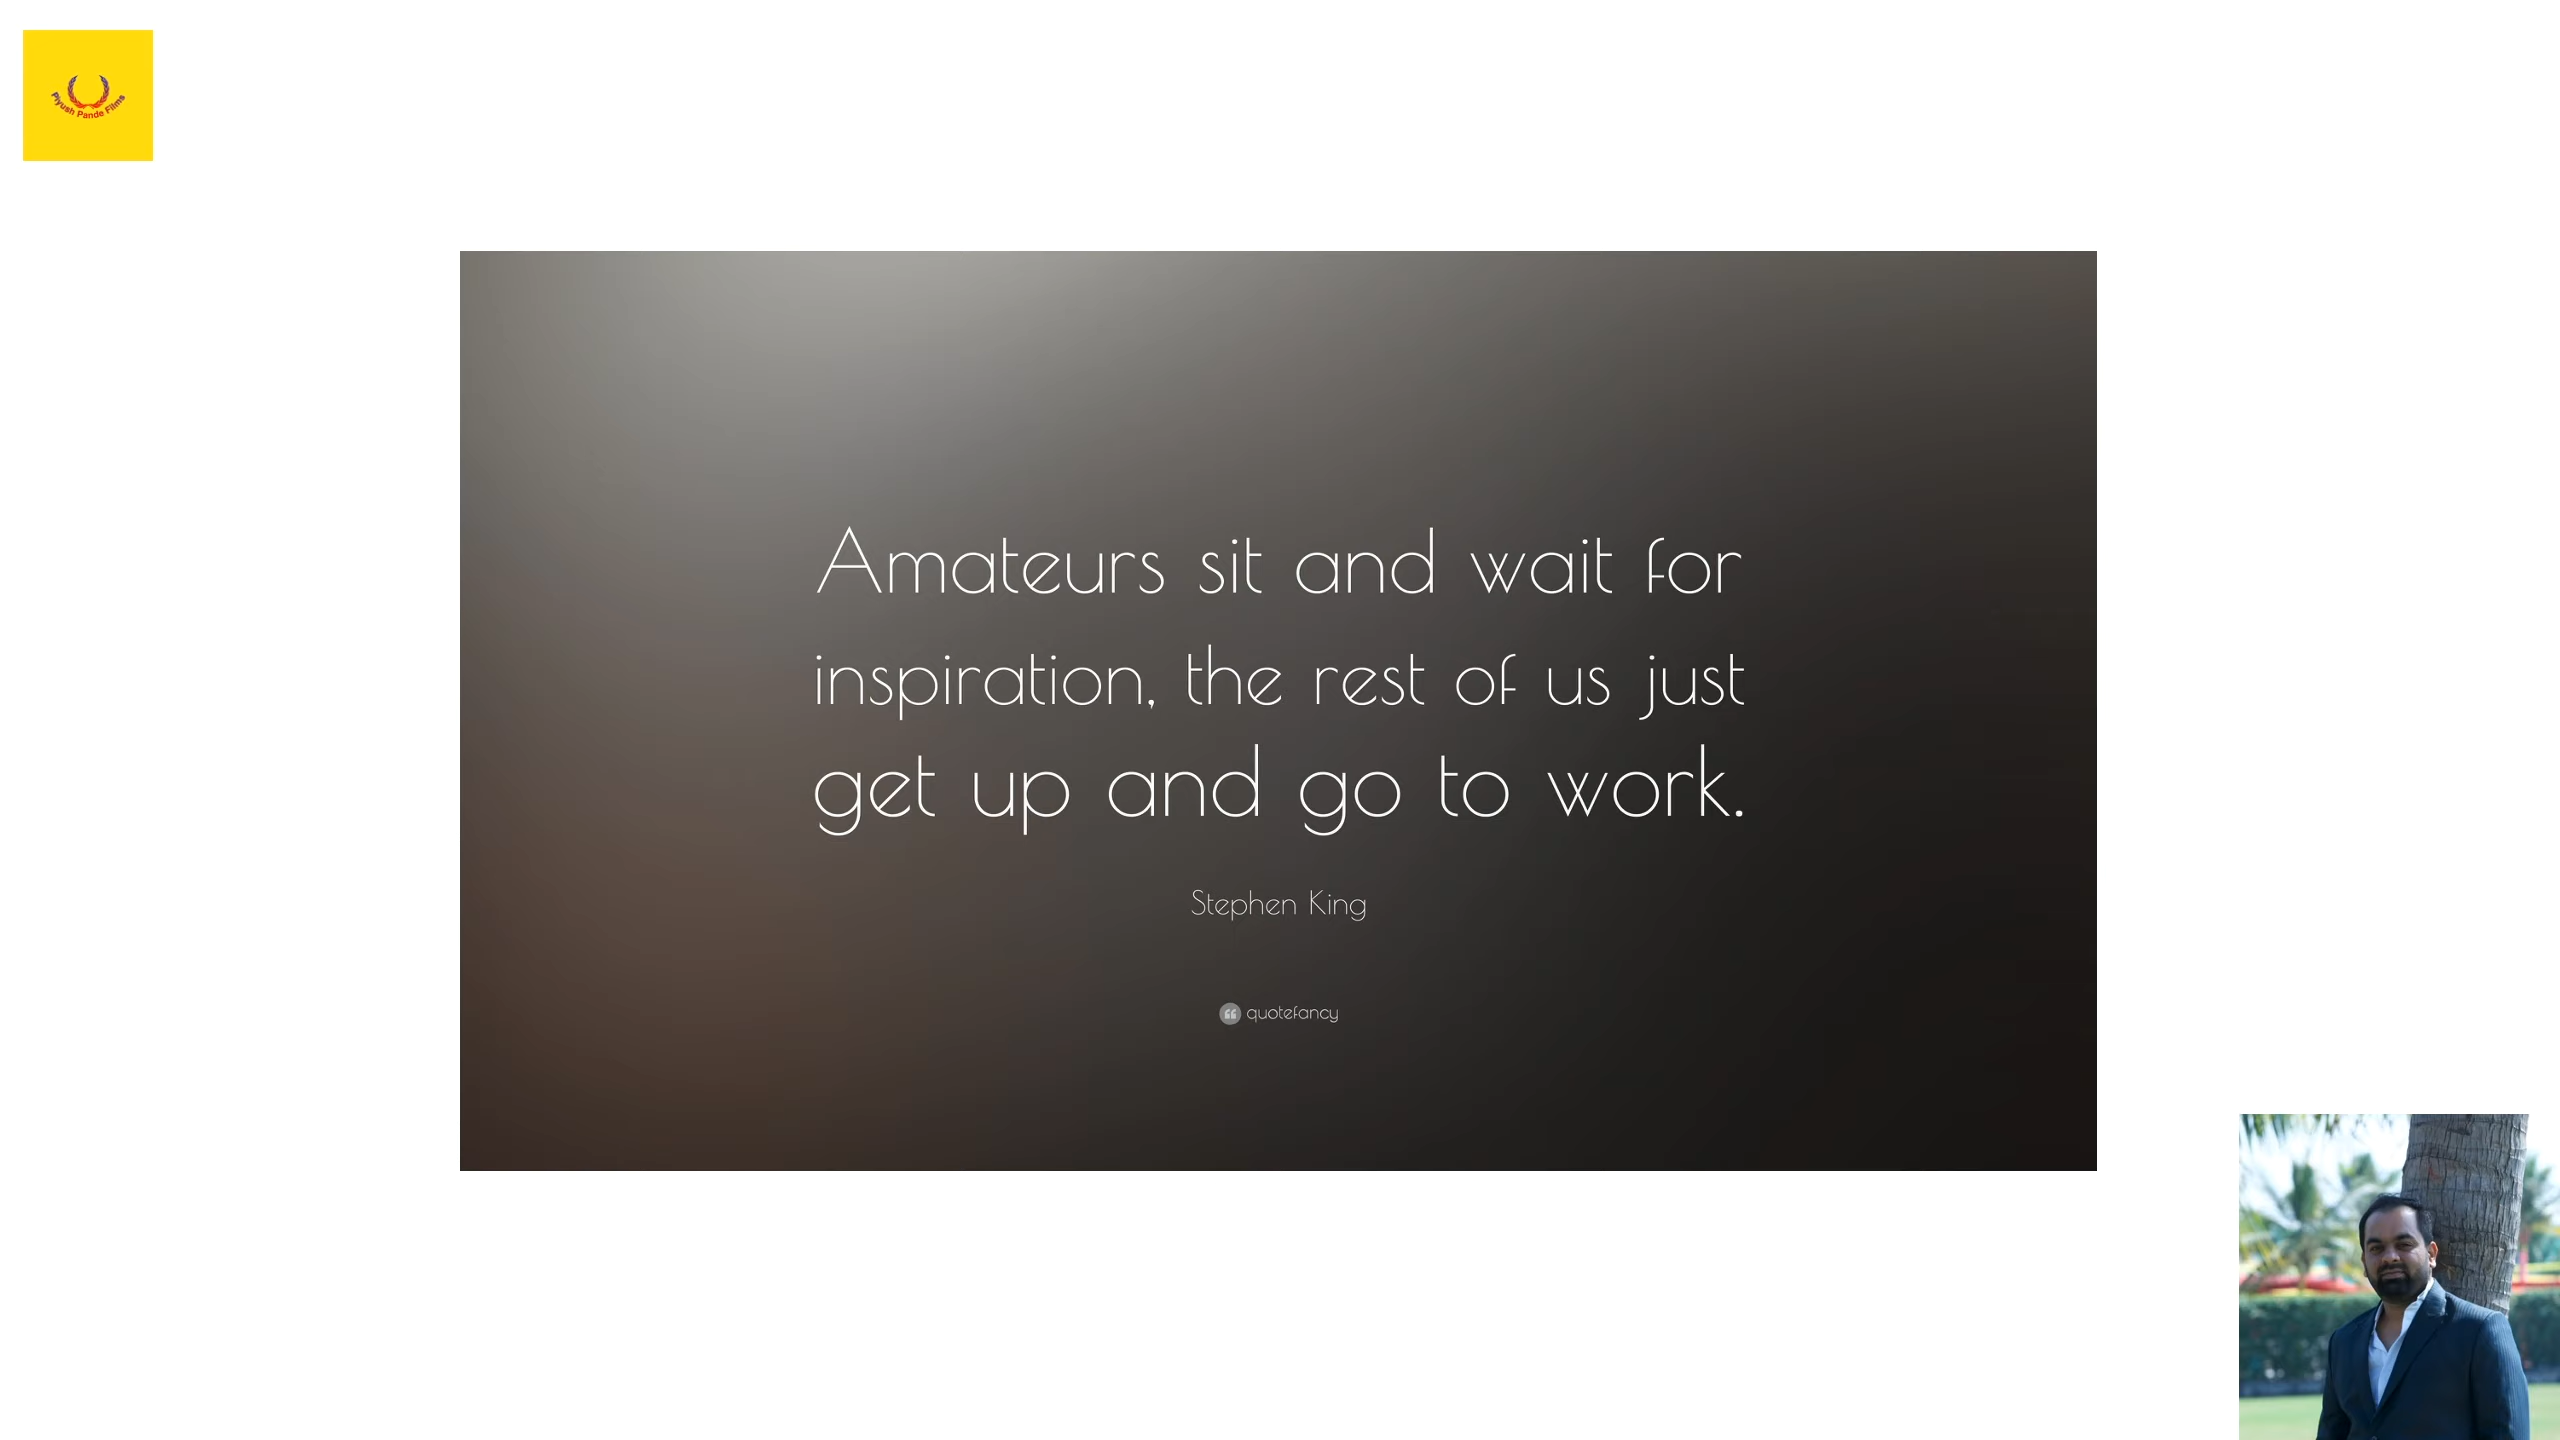 Piyush Pande Films
Amateurs sit and wait for
inspiration, the rest of us just
get up and go to work.
Stephen King
quotefancy